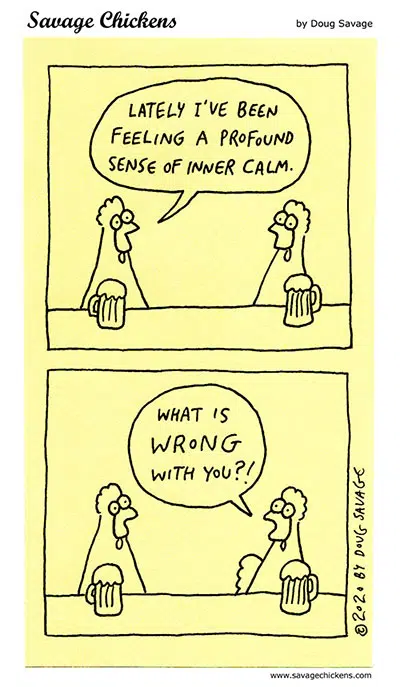 Savage Chickens
by Doug Savage
LATELY I'VE BEEN
FEELING A PROFOUND
SENSE OF INNER CALM.
WHAT IS
WRONG
WITH YOU?!
©2020 BY DOUG SAVAGE
www.savagechickens.com